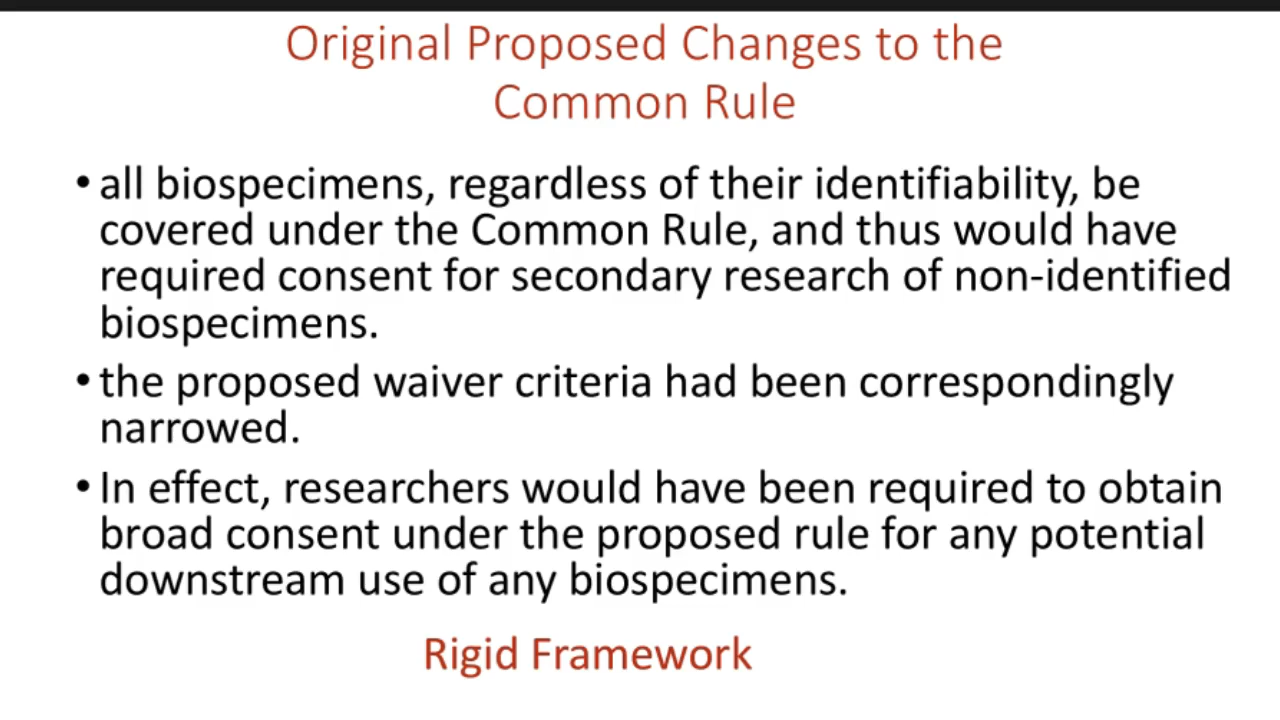 Original Proposed Changes to the
Common Rule
• all biospecimens, regardless of their identifiability, be
covered under the Common Rule, and thus would have
required consent for secondary research of non-identified
biospecimens.
• the proposed waiver criteria had been correspondingly
narrowed.
• In effect, researchers would have been required to obtain
broad consent under the proposed rule for any potential
downstream use of any biospecimens.
Rigid Framework